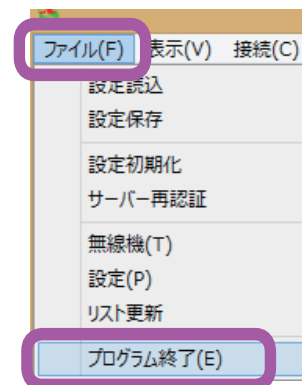 ファイル(F) 表示(V) 接続(C)
設定読込
設定保存
設定初期化
サーバー再認証
無線機(T)
設定(P)
リスト更新
プログラム終了(E)